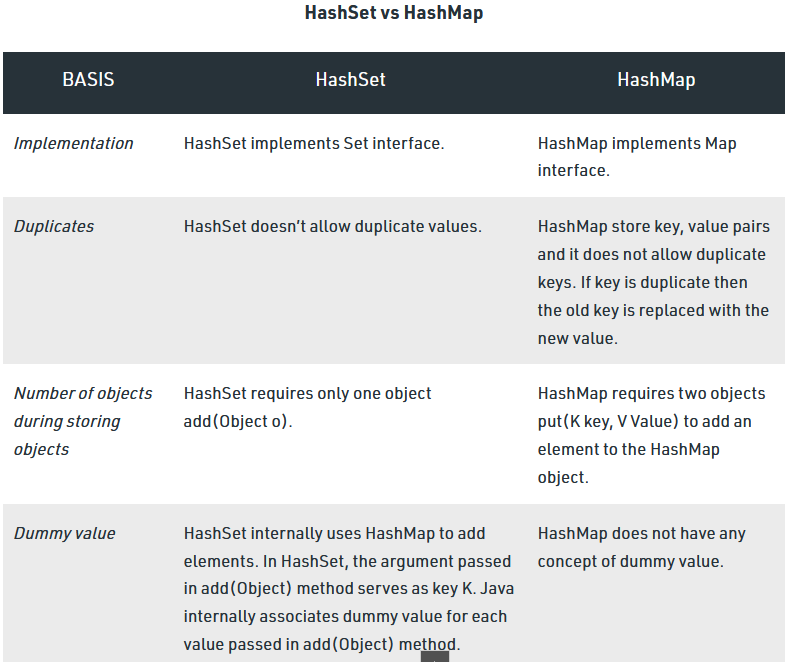 HashSet vs HashMap
BASIS HashSet HashMap
Implementation
HashSet implements Set interface.
HashMap implements Map
interface.
Duplicates
HashSet doesn’t allow duplicate values.
HashMap store key, value pairs
and it does not allow duplicate
keys. If key is duplicate then
the old key is replaced with the
new value.
Number of objects
during storing
objects
HashSet requires only one object
add(Object o).
HashMap requires two objects
put(K key, V Value) to add an
element to the HashMap
object.
Dummy value
HashSet internally uses HashMap to add
elements. In HashSet, the argument passed
in add(Object) method serves as key K. Java
internally associates dummy value for each
value passed in add(Object) method.
HashMap does not have any
concept of dummy value.